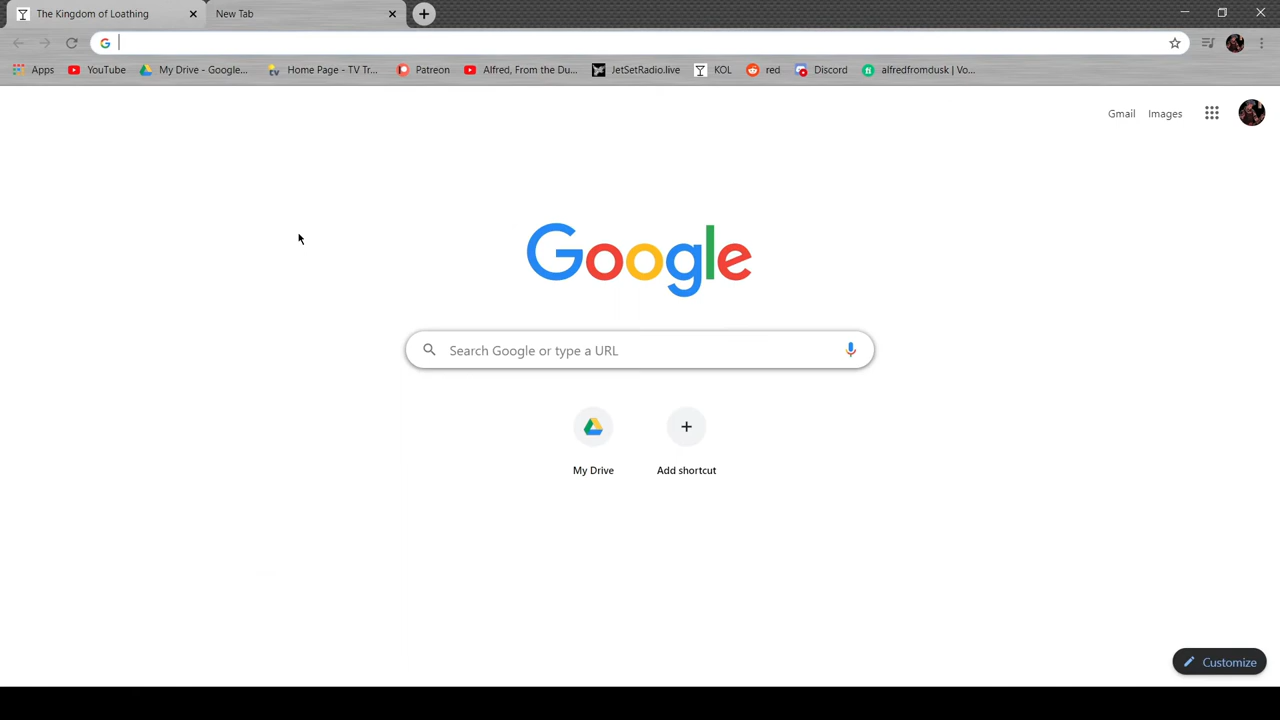 The Kingdom of Loathing
New Tab
Apps YouTube My Drive - Google... Home Page - TV Tr... Patreon Alfred, From the Du... JetSetRadio.live KOL red Discord alfredfromdusk | Vo...
Gmail Images
Google
Search Google or type a URL
My Drive Add shortcut
Customize